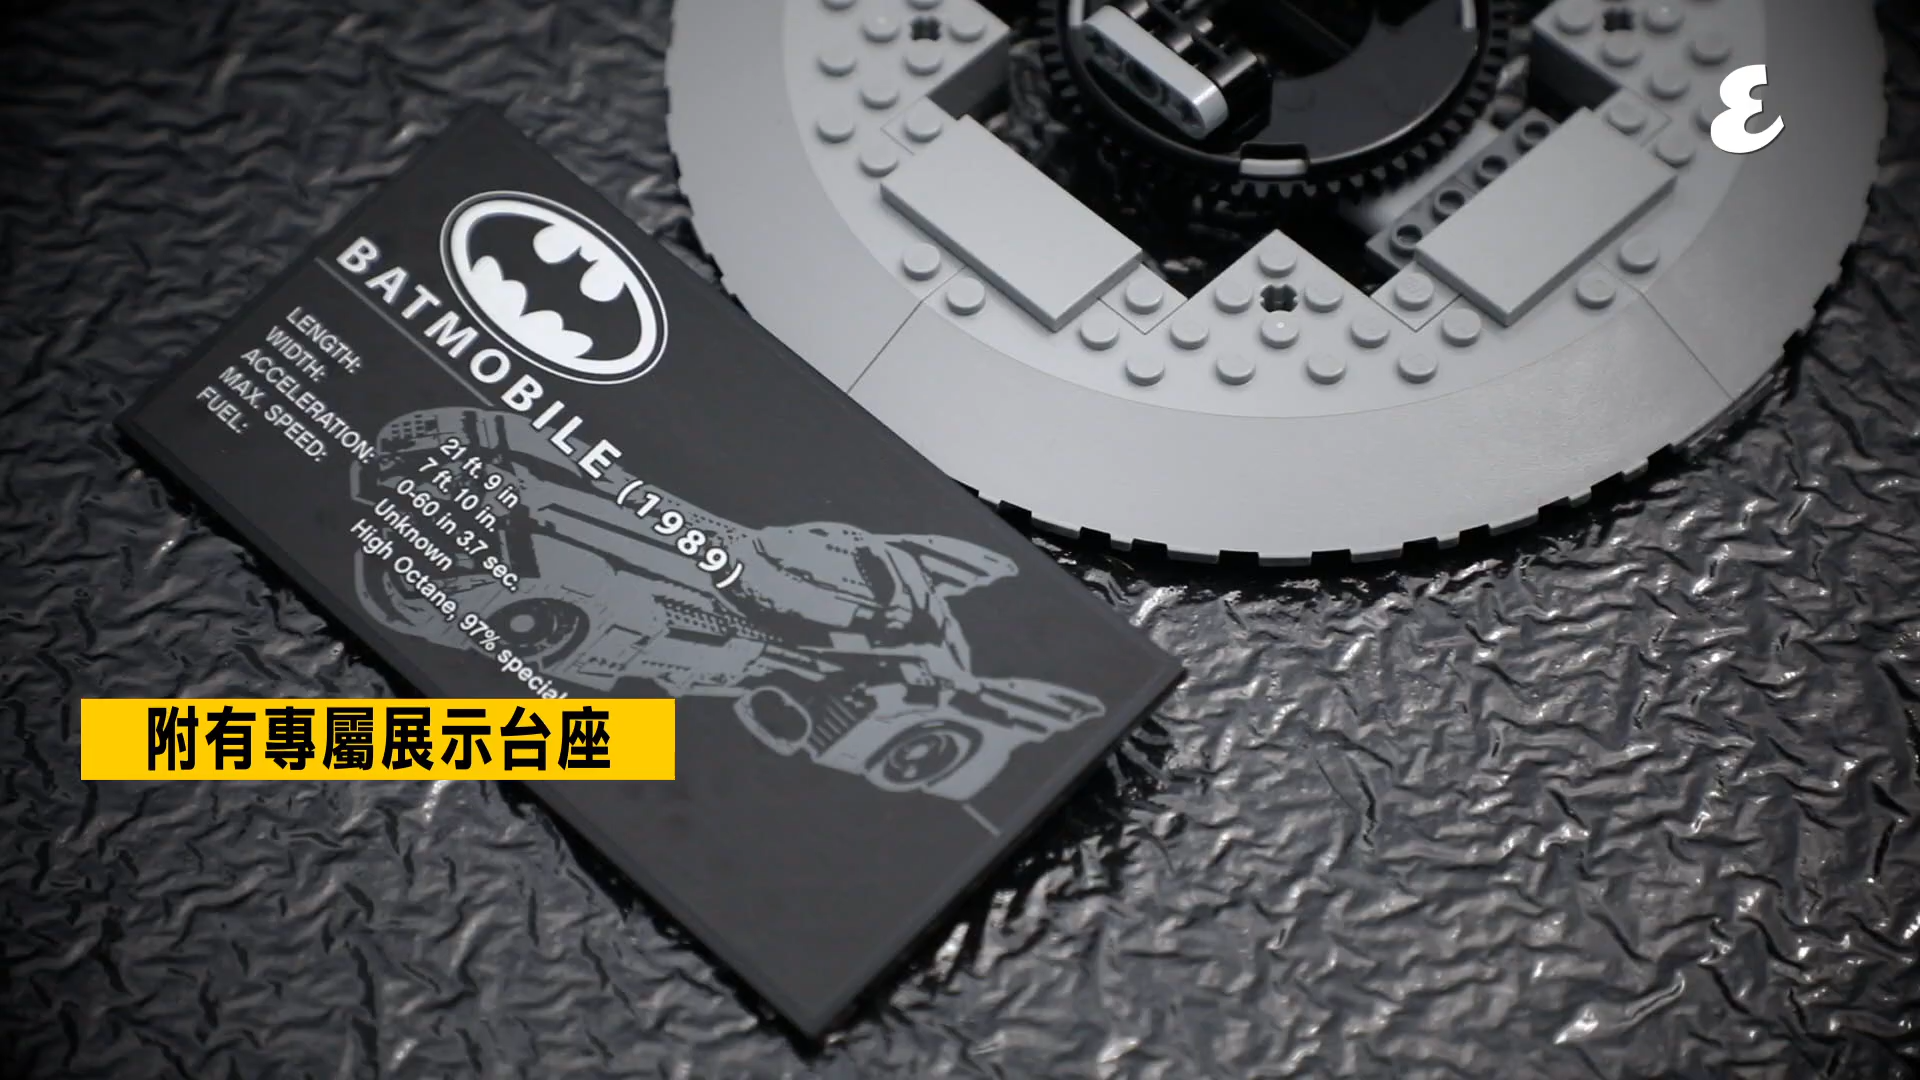 BATMOBILE (1989)
LENGTH: 21 ft. 9 in
WIDTH: 7 ft. 10 in.
ACCELERATION: 0-60 in 3.7 sec.
MAX. SPEED: Unknown
FUEL: High Octane, 97% special
附有專屬展示台座
ε